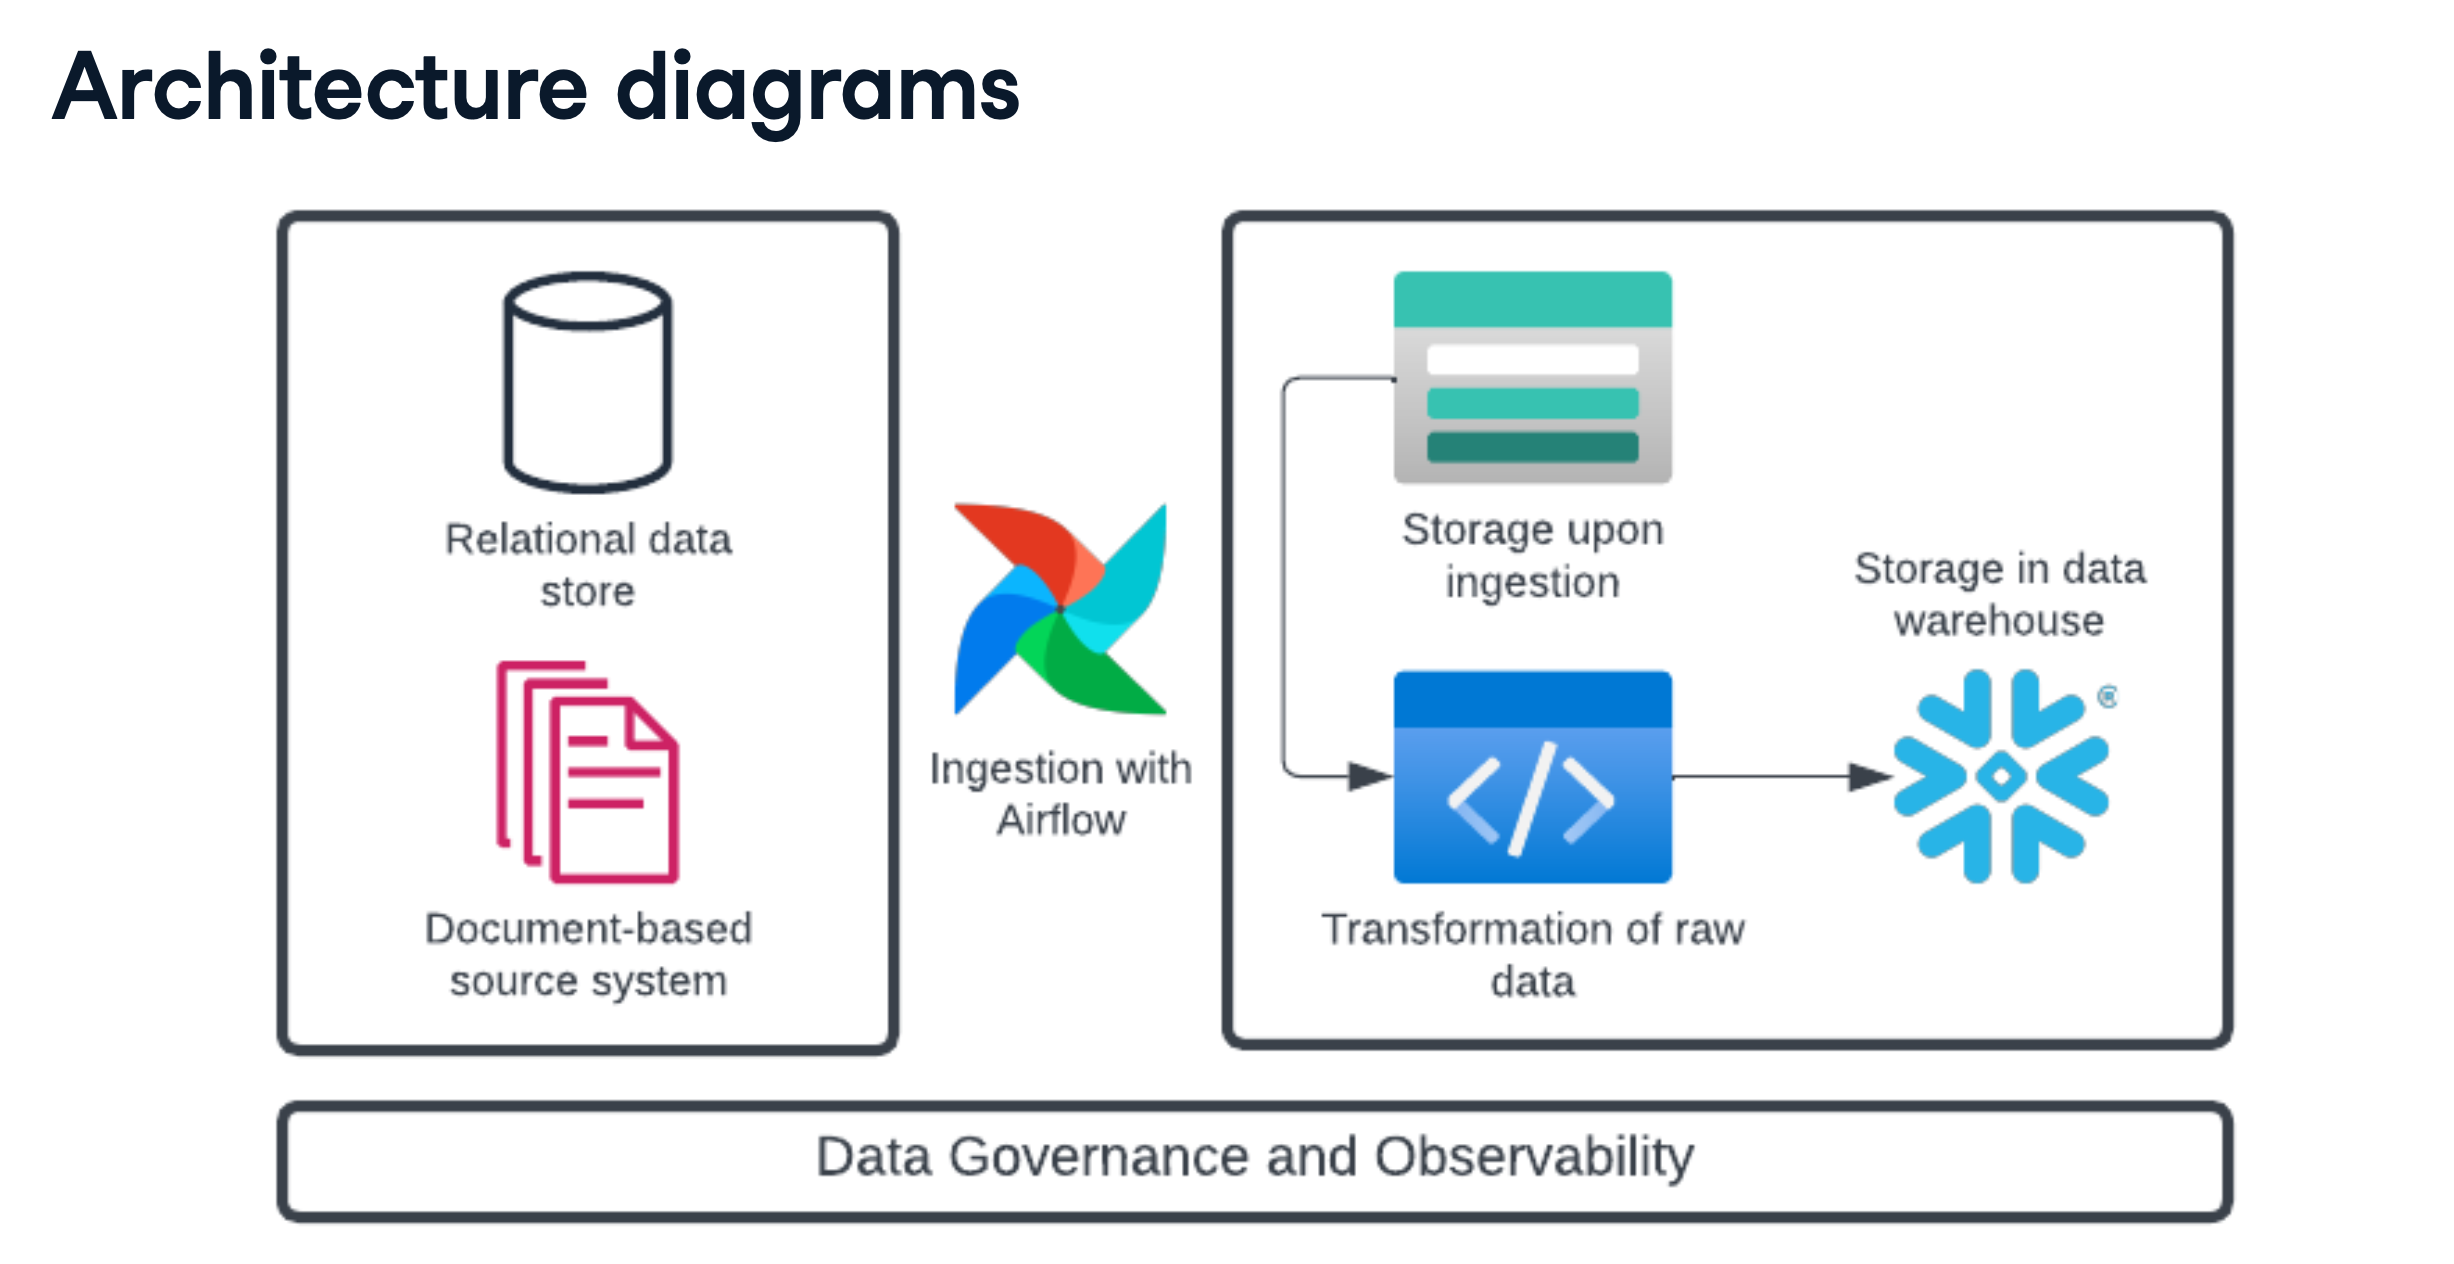 Architecture diagrams
Relational data
store
Document-based
source system
Ingestion with
Airflow
Storage upon
ingestion
Transformation of raw
data
Storage in data
warehouse
®
Data Governance and Observability